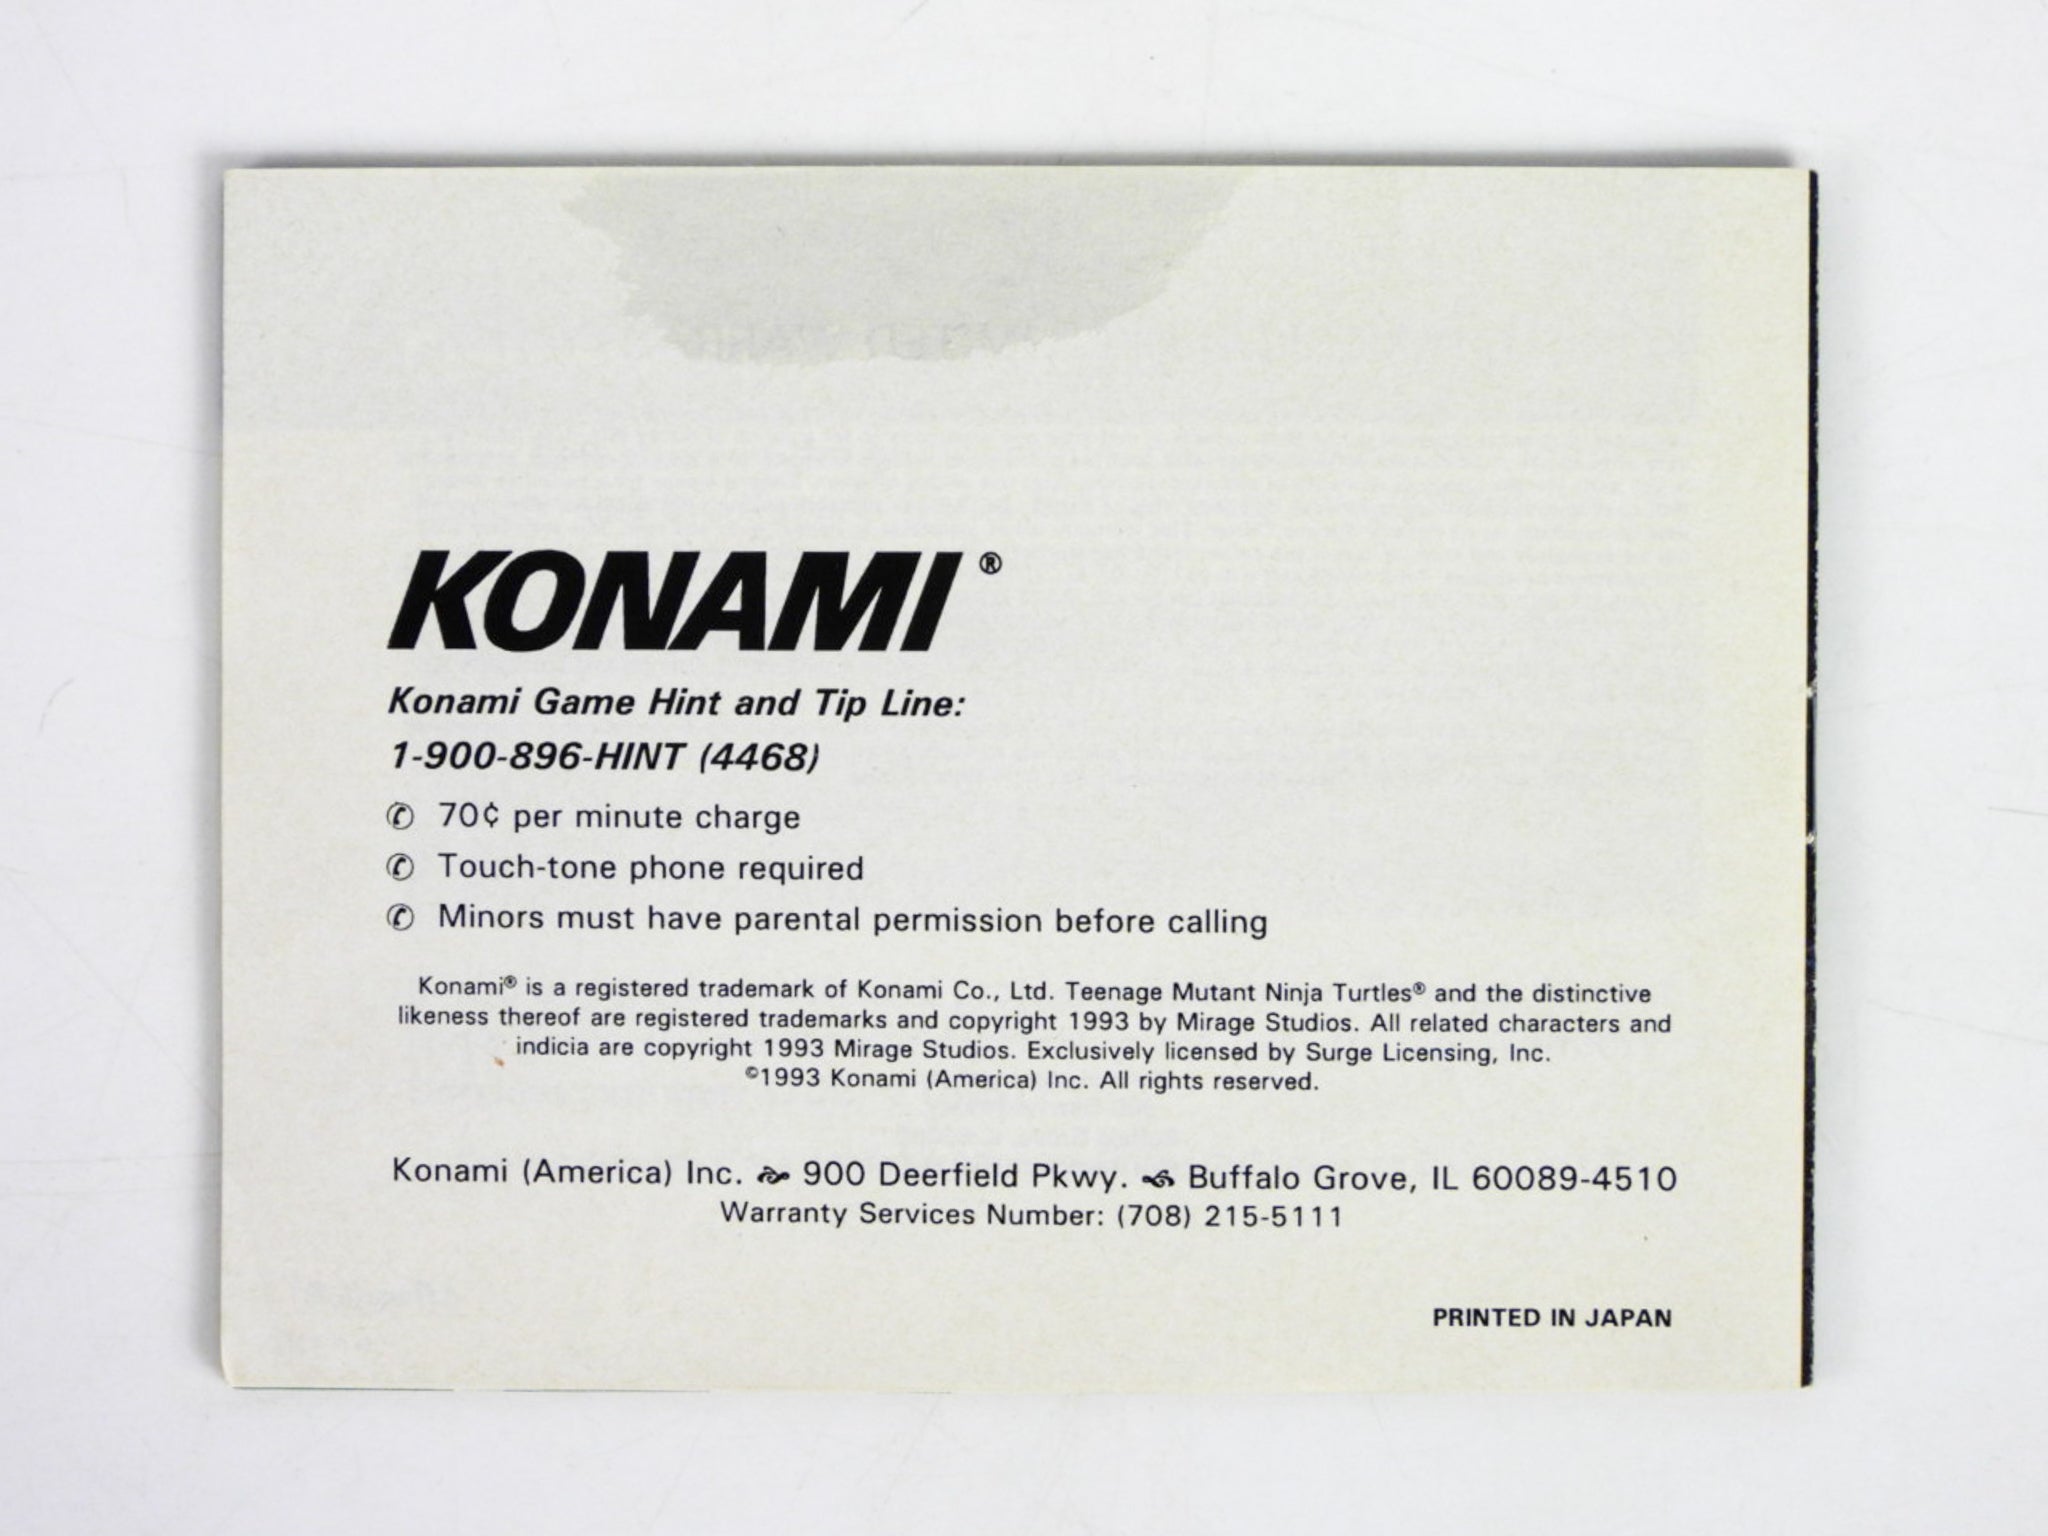 KONAMI®
Konami Game Hint and Tip Line:
1-900-896-HINT (4468)
✆ 70¢ per minute charge
✆ Touch-tone phone required
✆ Minors must have parental permission before calling
Konami® is a registered trademark of Konami Co., Ltd. Teenage Mutant Ninja Turtles® and the distinctive
likeness thereof are registered trademarks and copyright 1993 by Mirage Studios. All related characters and
indicia are copyright 1993 Mirage Studios. Exclusively licensed by Surge Licensing, Inc.
©1993 Konami (America) Inc. All rights reserved.
Konami (America) Inc. 900 Deerfield Pkwy. Buffalo Grove, IL 60089-4510
Warranty Services Number: (708) 215-5111
PRINTED IN JAPAN